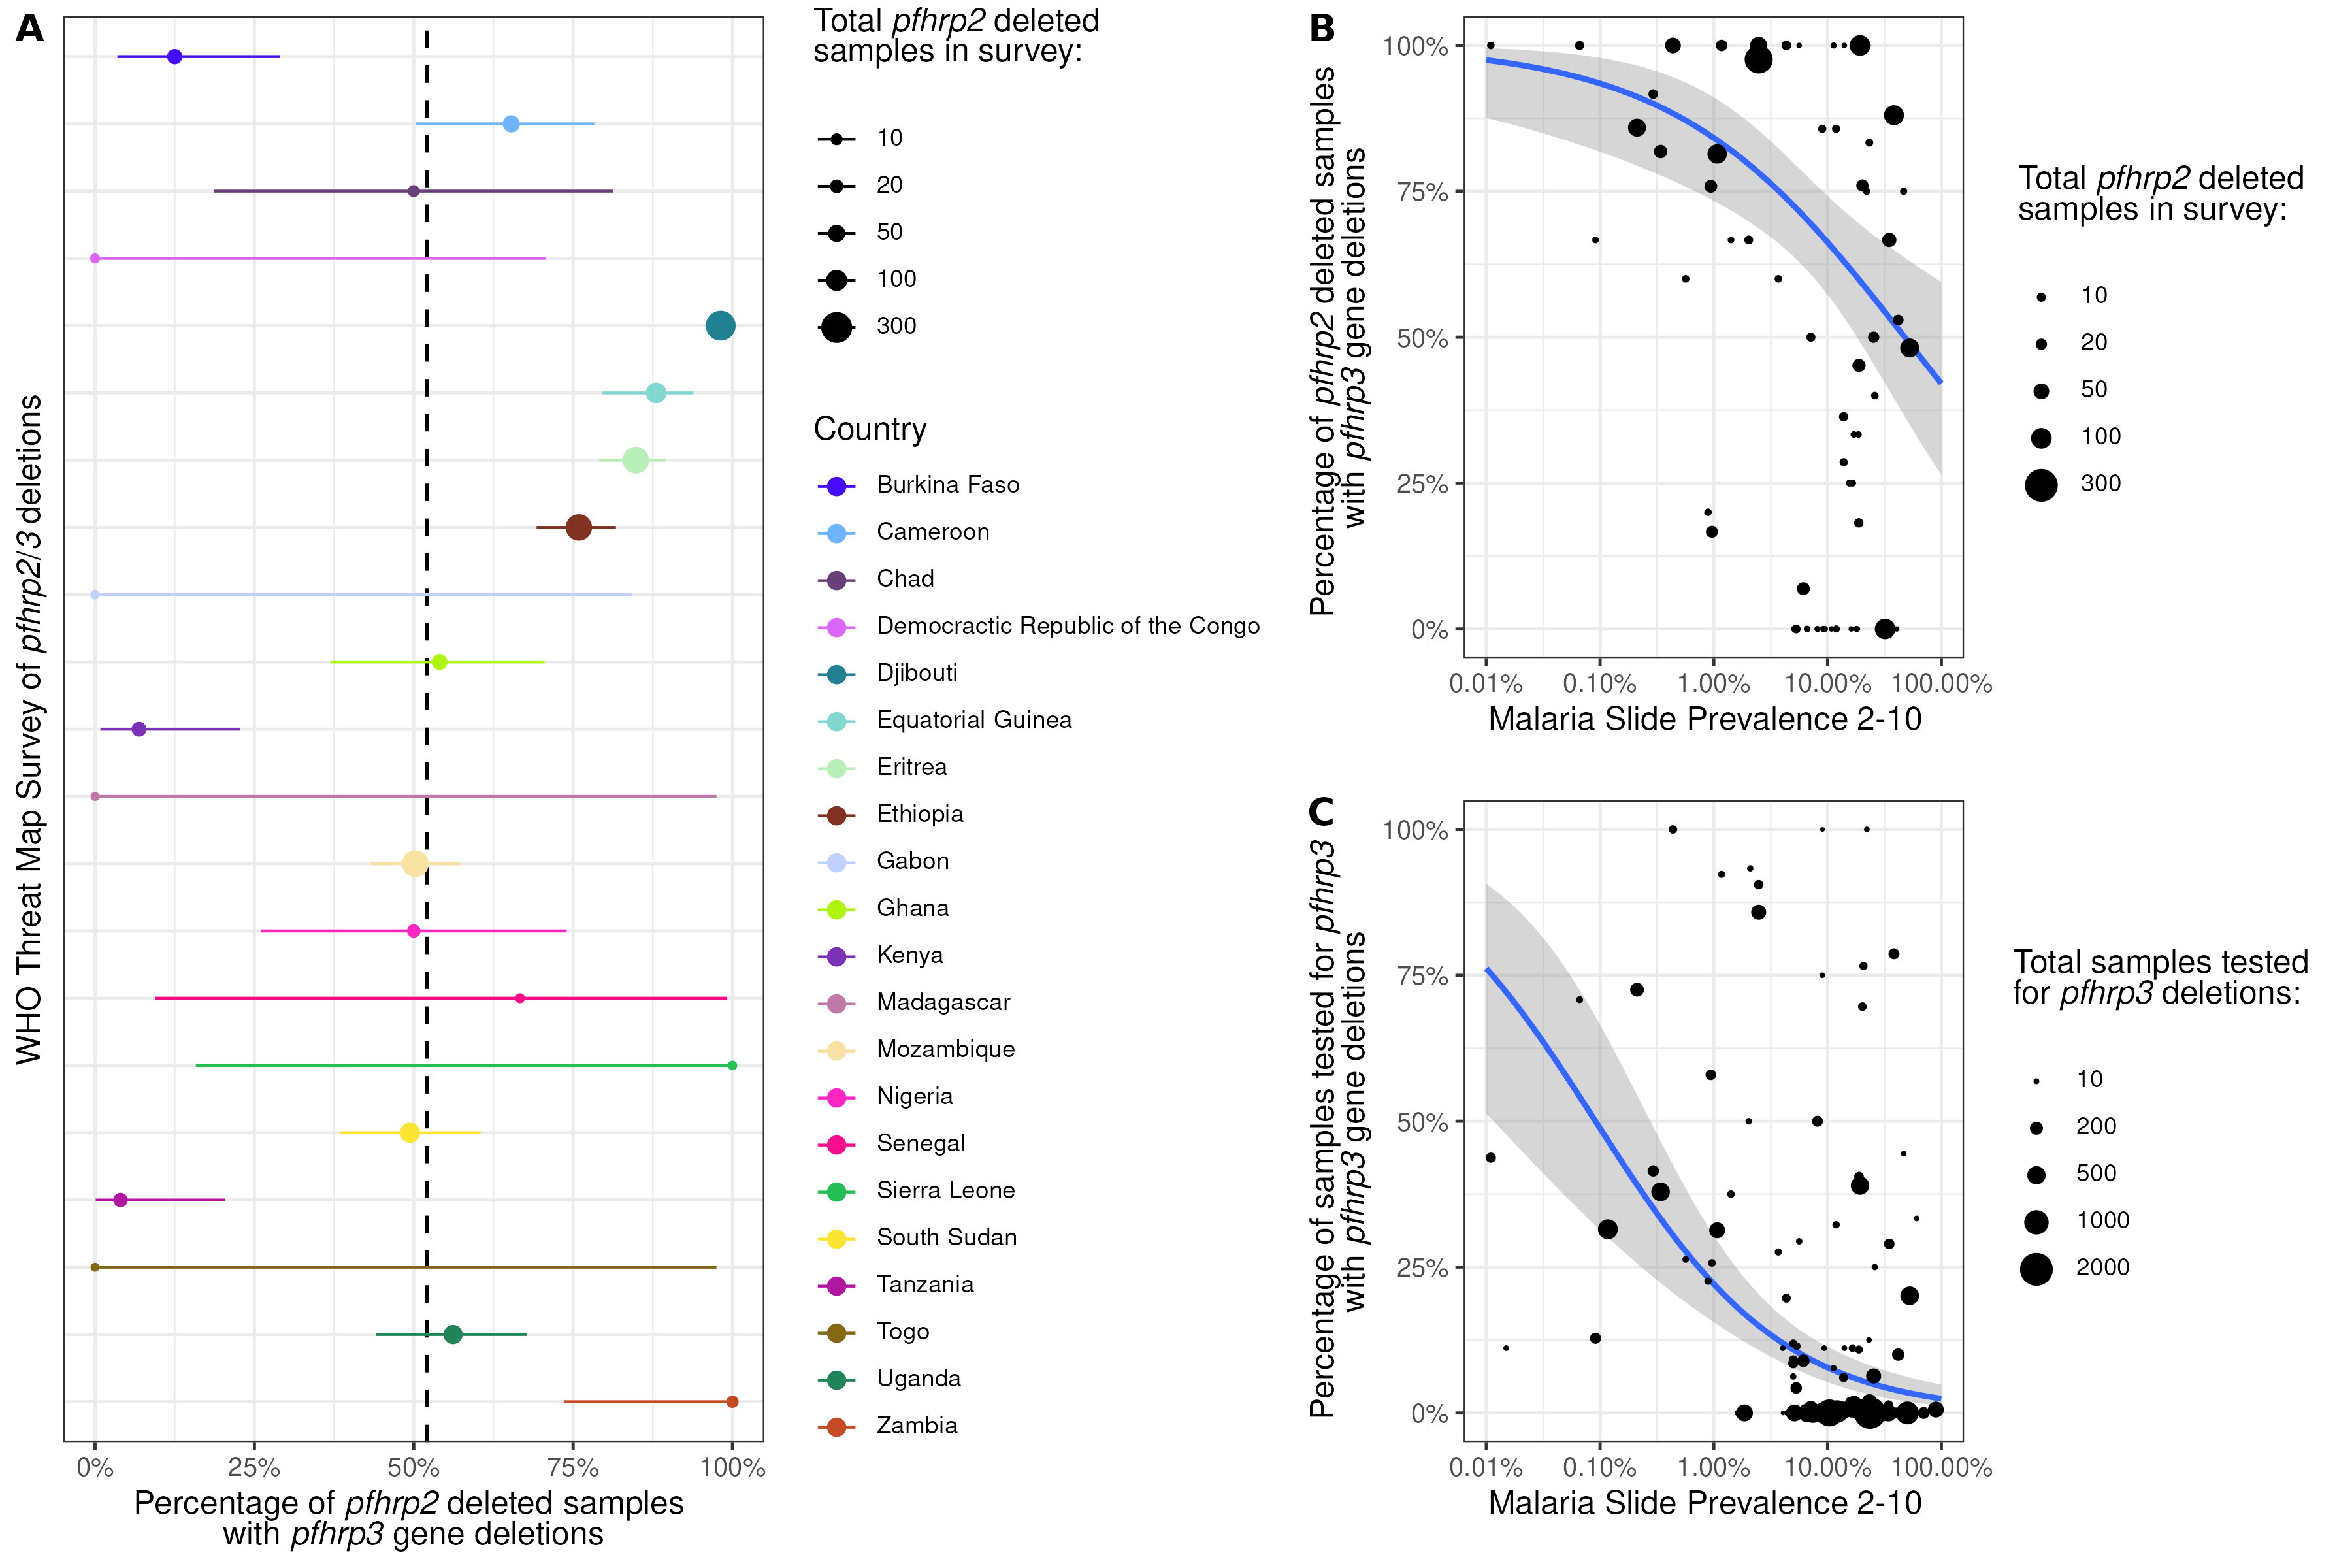 A
WHO Threat Map Survey of pfhrp2/3 deletions
0%
25%
50%
75%
100%
Percentage of pfhrp2 deleted samples
with pfhrp3 gene deletions
Total pfhrp2 deleted
samples in survey:
10
20
50
100
300
Country
Burkina Faso
Cameroon
Chad
Democractic Republic of the Congo
Djibouti
Equatorial Guinea
Eritrea
Ethiopia
Gabon
Ghana
Kenya
Madagascar
Mozambique
Nigeria
Senegal
Sierra Leone
South Sudan
Tanzania
Togo
Uganda
Zambia
B
Percentage of pfhrp2 deleted samples
with pfhrp3 gene deletions
100%
75%
50%
25%
0%
0.01%
0.10%
1.00%
10.00%
100.00%
Malaria Slide Prevalence 2-10
Total pfhrp2 deleted
samples in survey:
10
20
50
100
300
C
Percentage of samples tested for pfhrp3
with pfhrp3 gene deletions
100%
75%
50%
25%
0%
0.01%
0.10%
1.00%
10.00%
100.00%
Malaria Slide Prevalence 2-10
Total samples tested
for pfhrp3 deletions:
10
200
500
1000
2000